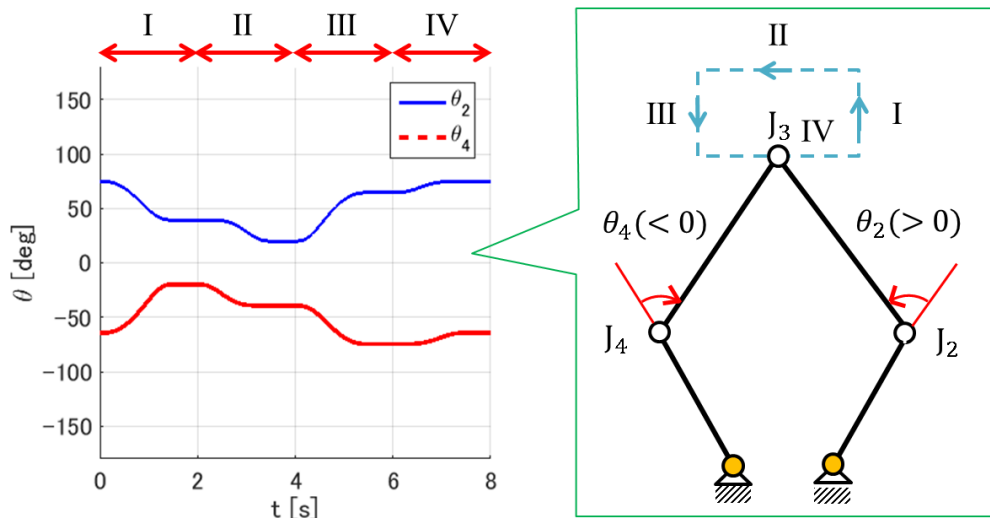 I II III IV
θ₂
θ₄
150
100
50
0
-50
-100
-150
θ [deg]
0 2 4 6 8
t [s]
II
III
I
J₃
IV
θ₄(< 0)
θ₂(> 0)
J₄
J₂